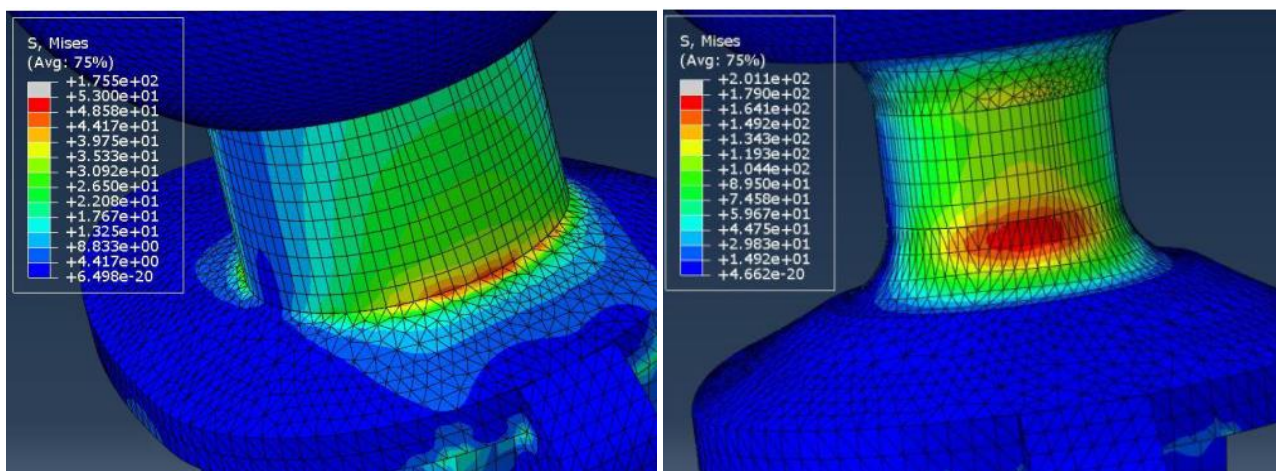 S, Mises
(Avg: 75%)
+1.755e+02
+5.300e+01
+4.858e+01
+4.417e+01
+3.975e+01
+3.533e+01
+3.092e+01
+2.650e+01
+2.208e+01
+1.767e+01
+1.325e+01
+8.833e+00
+4.417e+00
+6.498e-20
S, Mises
(Avg: 75%)
+2.011e+02
+1.790e+02
+1.641e+02
+1.492e+02
+1.343e+02
+1.193e+02
+1.044e+02
+8.950e+01
+7.458e+01
+5.967e+01
+4.475e+01
+2.983e+01
+1.492e+01
+4.662e-20